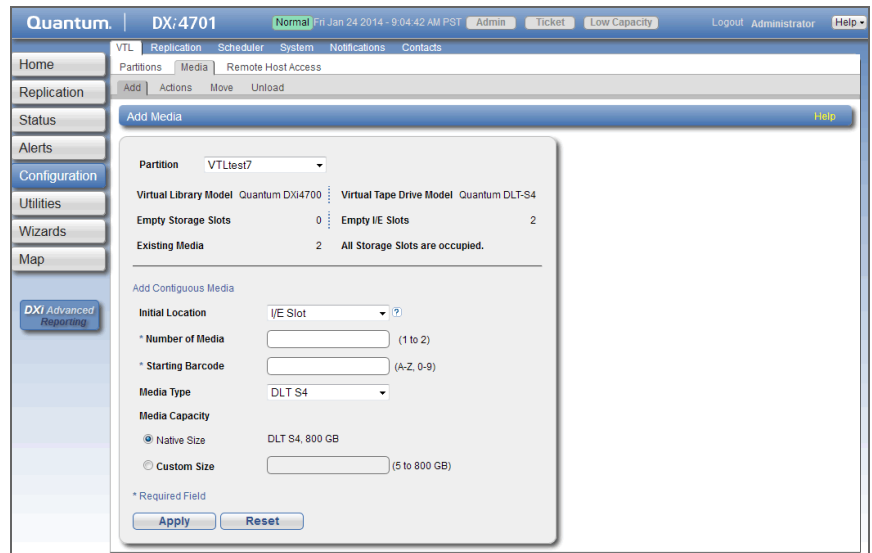 Quantum. DXi4701 Normal Fri Jan 24 2014 - 9:04:42 AM PST Admin Ticket Low Capacity Logout Administrator Help
VTL Replication Scheduler System Notifications Contacts
Home
Replication
Status
Alerts
Configuration
Utilities
Wizards
Map
DXi Advanced
Reporting
Partitions Media Remote Host Access
Add Actions Move Unload
Add Media Help
Partition VTLtest7
Virtual Library Model Quantum DXi4700 Virtual Tape Drive Model Quantum DLT-S4
Empty Storage Slots 0 Empty I/E Slots 2
Existing Media 2 All Storage Slots are occupied.
Add Contiguous Media
Initial Location I/E Slot ?
* Number of Media (1 to 2)
* Starting Barcode (A-Z, 0-9)
Media Type DLT S4
Media Capacity
Native Size DLT S4, 800 GB
Custom Size (5 to 800 GB)
* Required Field
Apply Reset